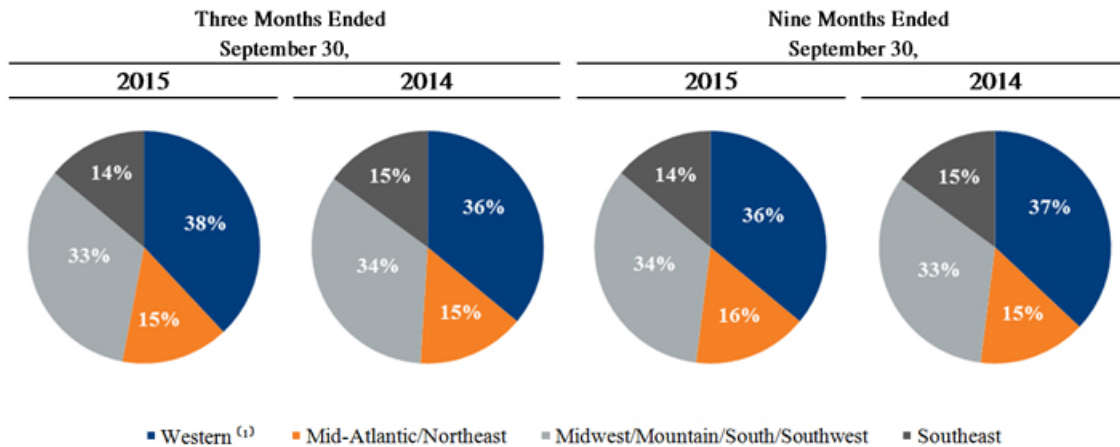 Three Months Ended
September 30,
Nine Months Ended
September 30,
2015
2014
2015
2014
14%
38%
33%
15%
15%
36%
34%
15%
14%
36%
34%
16%
15%
37%
33%
15%
Western (1)
Mid-Atlantic/Northeast
Midwest/Mountain/South/Southwest
Southeast